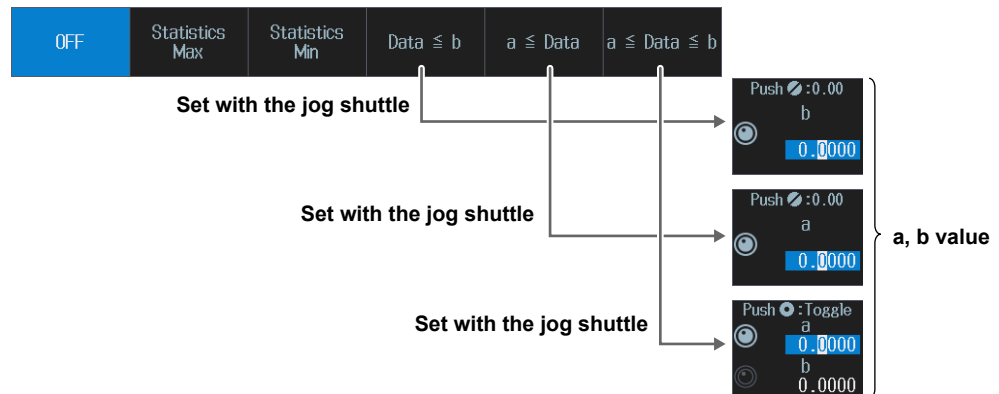 OFF
Statistics
Max
Statistics
Min
Data ≦ b
a ≦ Data
a ≦ Data ≦ b
Set with the jog shuttle
Push :0.00
b
0.0000
Set with the jog shuttle
Push :0.00
a
0.0000
a, b value
Set with the jog shuttle
Push :Toggle
a
0.0000
b
0.0000